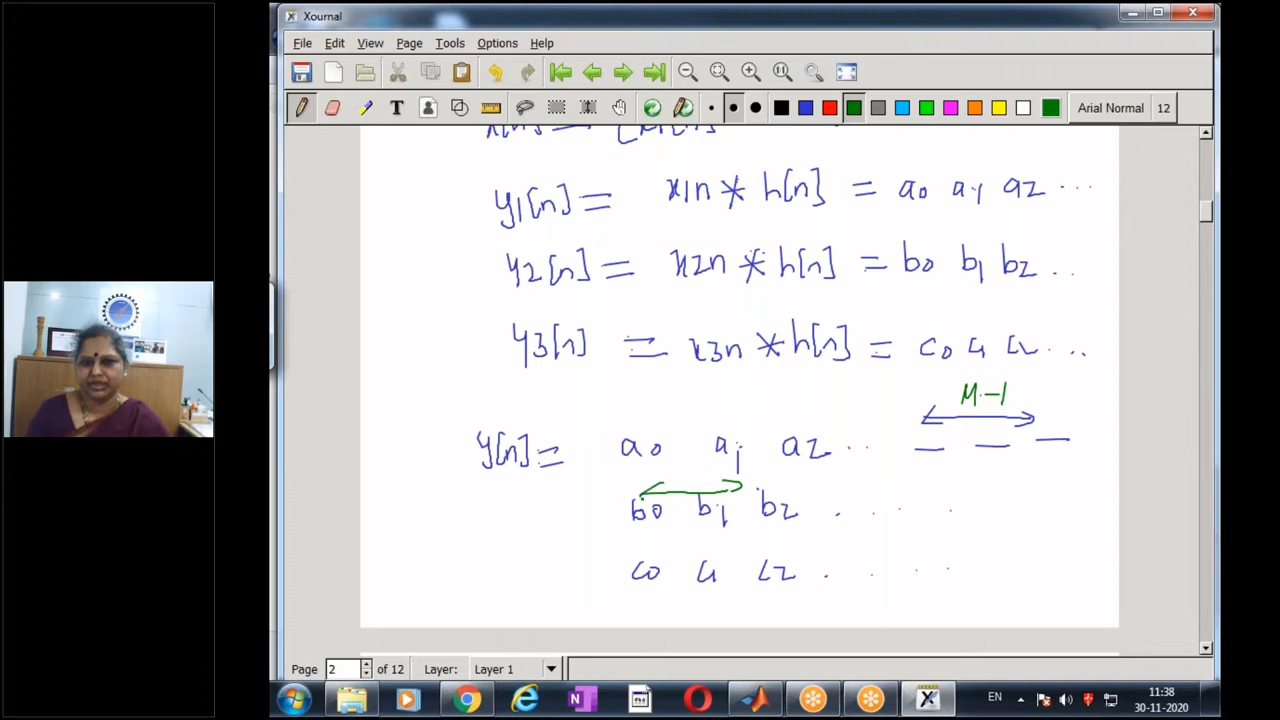 Xournal
File Edit View Page Tools Options Help
Arial Normal 12
y1[n] = x1n * h[n] = a0 a1 a2 ...
y2[n] = x2n * h[n] = b0 b1 b2 ...
y3[n] = x3n * h[n] = c0 c1 c2 ...
M-1
y[n] = a0 a1 a2 .. _ _ _
b0 b1 b2 . . . .
c0 c1 c2 . . . .
Page 2 of 12 Layer: Layer 1
EN 11:38
30-11-2020